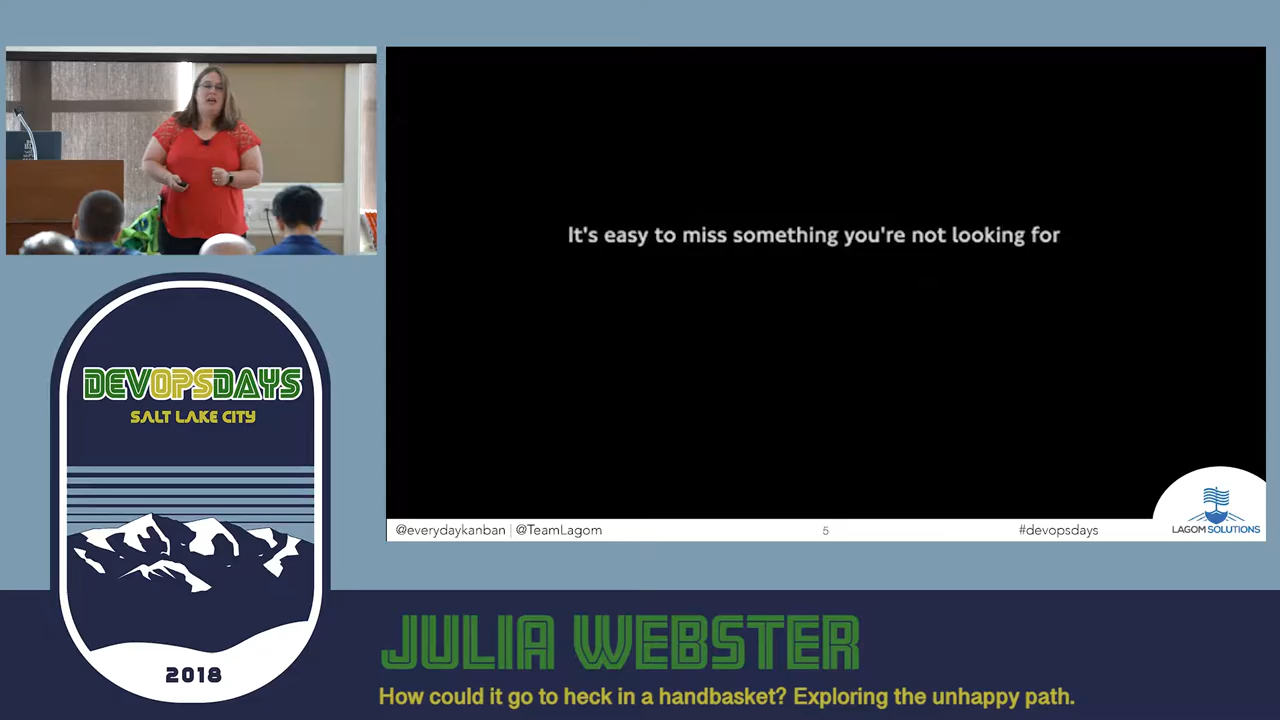 It's easy to miss something you're not looking for
@everydaykanban | @TeamLagom
5
#devopsdays
LAGOM SOLUTIONS
DEVOPSDAYS
SALT LAKE CITY
2018
JULIA WEBSTER
How could it go to heck in a handbasket? Exploring the unhappy path.